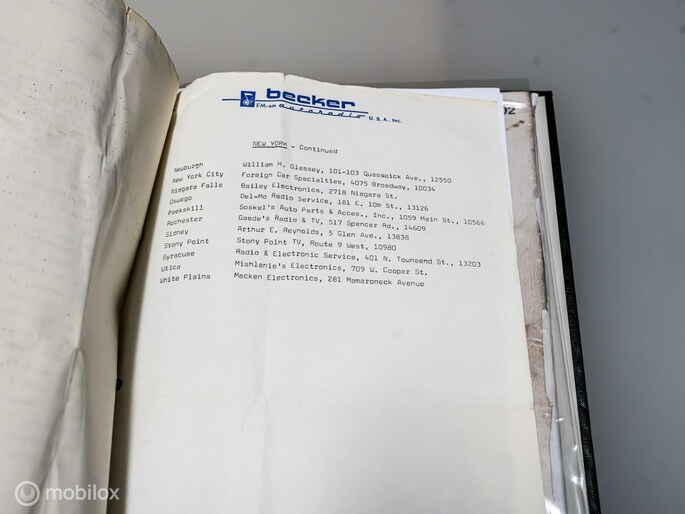 becker
FM-am autoradio U.S.A., Inc.
02
NEW YORK - Continued
Newburgh William H. Glassey, 101-103 Quassaick Ave., 12550
New York City Foreign Car Specialties, 4075 Broadway, 10034
Niagara Falls Bailey Electronics, 2718 Niagara St.
Oswego Del-Mo Radio Service, 181 E. 10th St., 13126
Peekskill Soskel's Auto Parts & Acces., Inc., 1059 Main St., 10566
Rochester Gaede's Radio & TV, 517 Spencer Rd., 14609
Sidney Arthur E. Reynolds, 5 Glen Ave., 13838
Stony Point Stony Point TV, Route 9 West, 10980
Syracuse Radio & Electronic Service, 401 N. Townsend St., 13203
Utica Mishlanie's Electronics, 709 W. Cooper St.
White Plains Macken Electronics, 281 Mamaroneck Avenue
mobilox